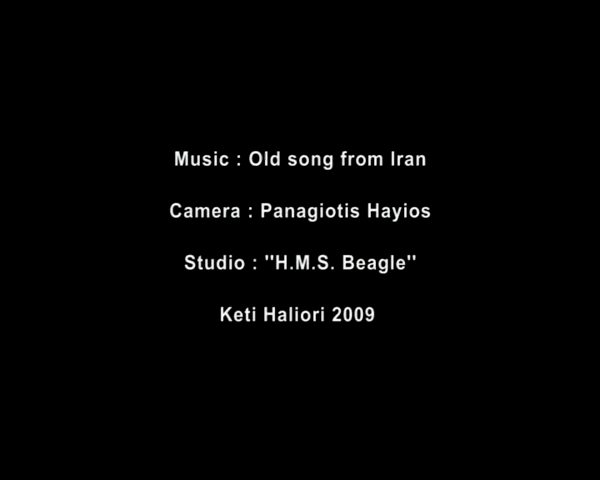 Music : Old song from Iran
Camera : Panagiotis Hayios
Studio : ''H.M.S. Beagle''
Keti Haliori 2009